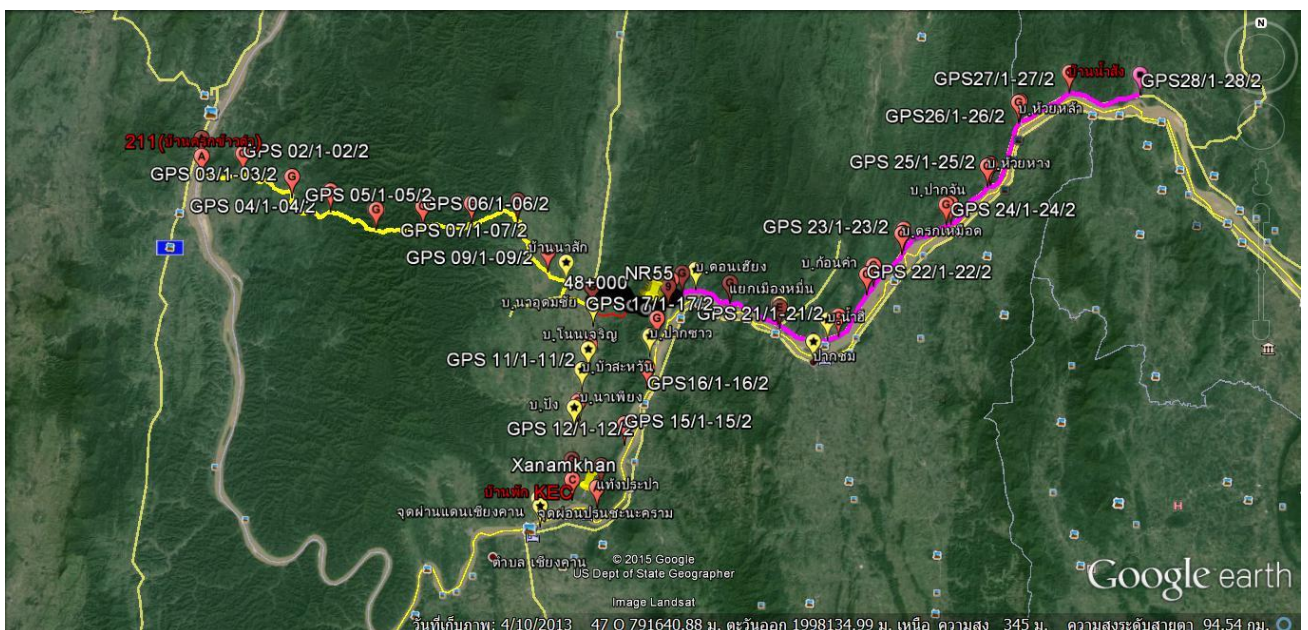 N
GPS27/1-27/2
บ้านน้ำสัง
GPS28/1-28/2
GPS26/1-26/2
บ.ห้วยหล้า
GPS 02/1-02/2
GPS 03/1-03/2
GPS 25/1-25/2
บ.ห้วยหาง
GPS 04/1-04/2
GPS 05/1-05/2
GPS 06/1-06/2
บ.ปากจัน
GPS 24/1-24/2
GPS 07/1-07/2
GPS 23/1-23/2
บ.ครกเหมือด
GPS 09/1-09/2
บ้านนาสัก
บ.ก้อนคำ
GPS 22/1-22/2
48+000
NR55
บ.ดอนเฮียง
แยกเมืองหมื่น
บ.นาอุดมชัย
GPS 17/1-17/2
GPS 21/1-21/2
บ.น้ำฮี
บ.โนนเจริญ
บ.ปากซาว
ปากชม
GPS 11/1-11/2
บ.บัวสะหวัน
GPS16/1-16/2
บ.นาเพียง
บ.ปัง
GPS 12/1-12/2
GPS 15/1-15/2
Xanamkhan
บ้านพัก KEC
แท้งประปา
จุดผ่านแดนเชียงคาน
จุดผ่อนปรนชะนะคราม
ตำบล เชียงคาน
© 2015 Google
US Dept of State Geographer
Image Landsat
Google earth
วันที่เก็บภาพ: 4/10/2013 47 Q 791640.88 ม. ตะวันออก 1998134.99 ม. เหนือ ความสูง 345 ม. ความสูงระดับสายตา 94.54 กม.